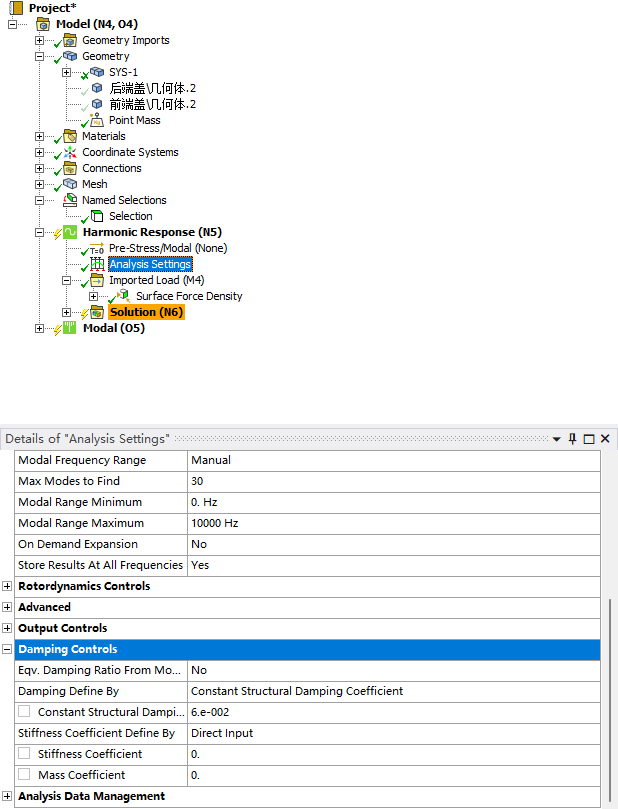 Project*
Model (N4, O4)
Geometry Imports
Geometry
SYS-1
后端盖\几何体.2
前端盖\几何体.2
Point Mass
Materials
Coordinate Systems
Connections
Mesh
Named Selections
Selection
Harmonic Response (N5)
T=0 Pre-Stress/Modal (None)
Analysis Settings
Imported Load (M4)
Surface Force Density
Solution (N6)
Modal (O5)
Details of "Analysis Settings"
Modal Frequency Range Manual
Max Modes to Find 30
Modal Range Minimum 0. Hz
Modal Range Maximum 10000 Hz
On Demand Expansion No
Store Results At All Frequencies Yes
Rotordynamics Controls
Advanced
Output Controls
Damping Controls
Eqv. Damping Ratio From Mo... No
Damping Define By Constant Structural Damping Coefficient
Constant Structural Dampi... 6.e-002
Stiffness Coefficient Define By Direct Input
Stiffness Coefficient 0.
Mass Coefficient 0.
Analysis Data Management